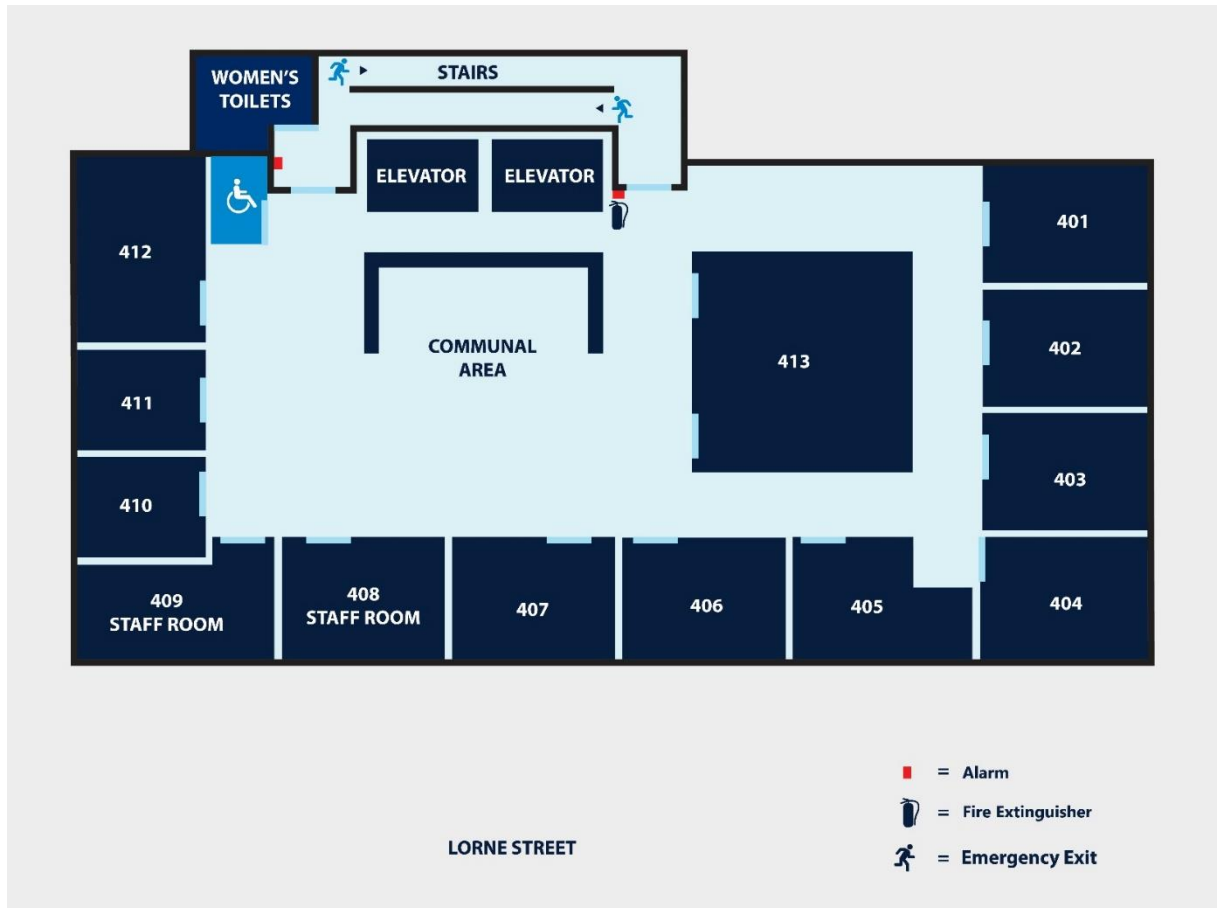 WOMEN'S
TOILETS
STAIRS
ELEVATOR
ELEVATOR
412
401
402
COMMUNAL
AREA
413
411
403
410
409
STAFF ROOM
408
STAFF ROOM
407
406
405
404
= Alarm
= Fire Extinguisher
= Emergency Exit
LORNE STREET